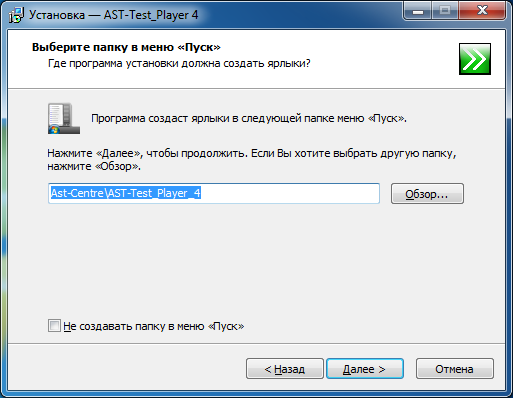 Установка — AST-Test_Player 4
Выберите папку в меню «Пуск»
Где программа установки должна создать ярлыки?
Программа создаст ярлыки в следующей папке меню «Пуск».
Нажмите «Далее», чтобы продолжить. Если Вы хотите выбрать другую папку,
нажмите «Обзор».
Ast-Centre\AST-Test_Player_4
Обзор...
Не создавать папку в меню «Пуск»
< Назад
Далее >
Отмена